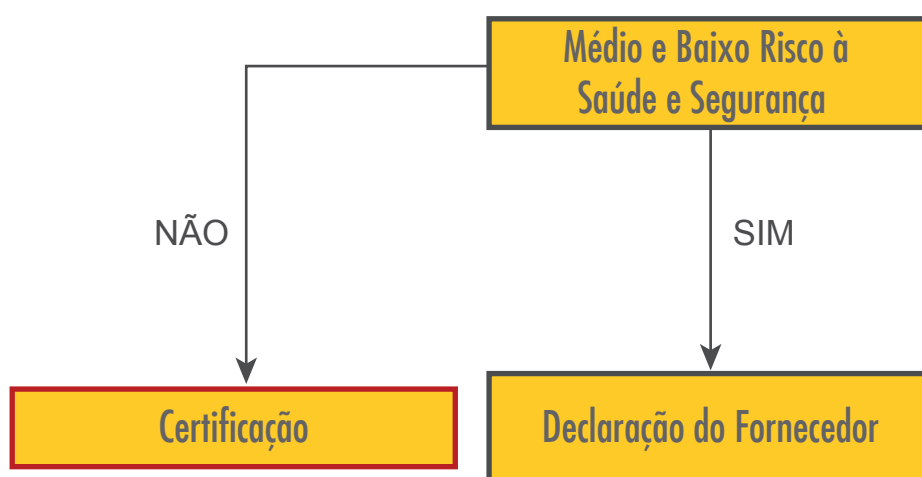 Médio e Baixo Risco à
Saúde e Segurança
NÃO
SIM
Certificação
Declaração do Fornecedor